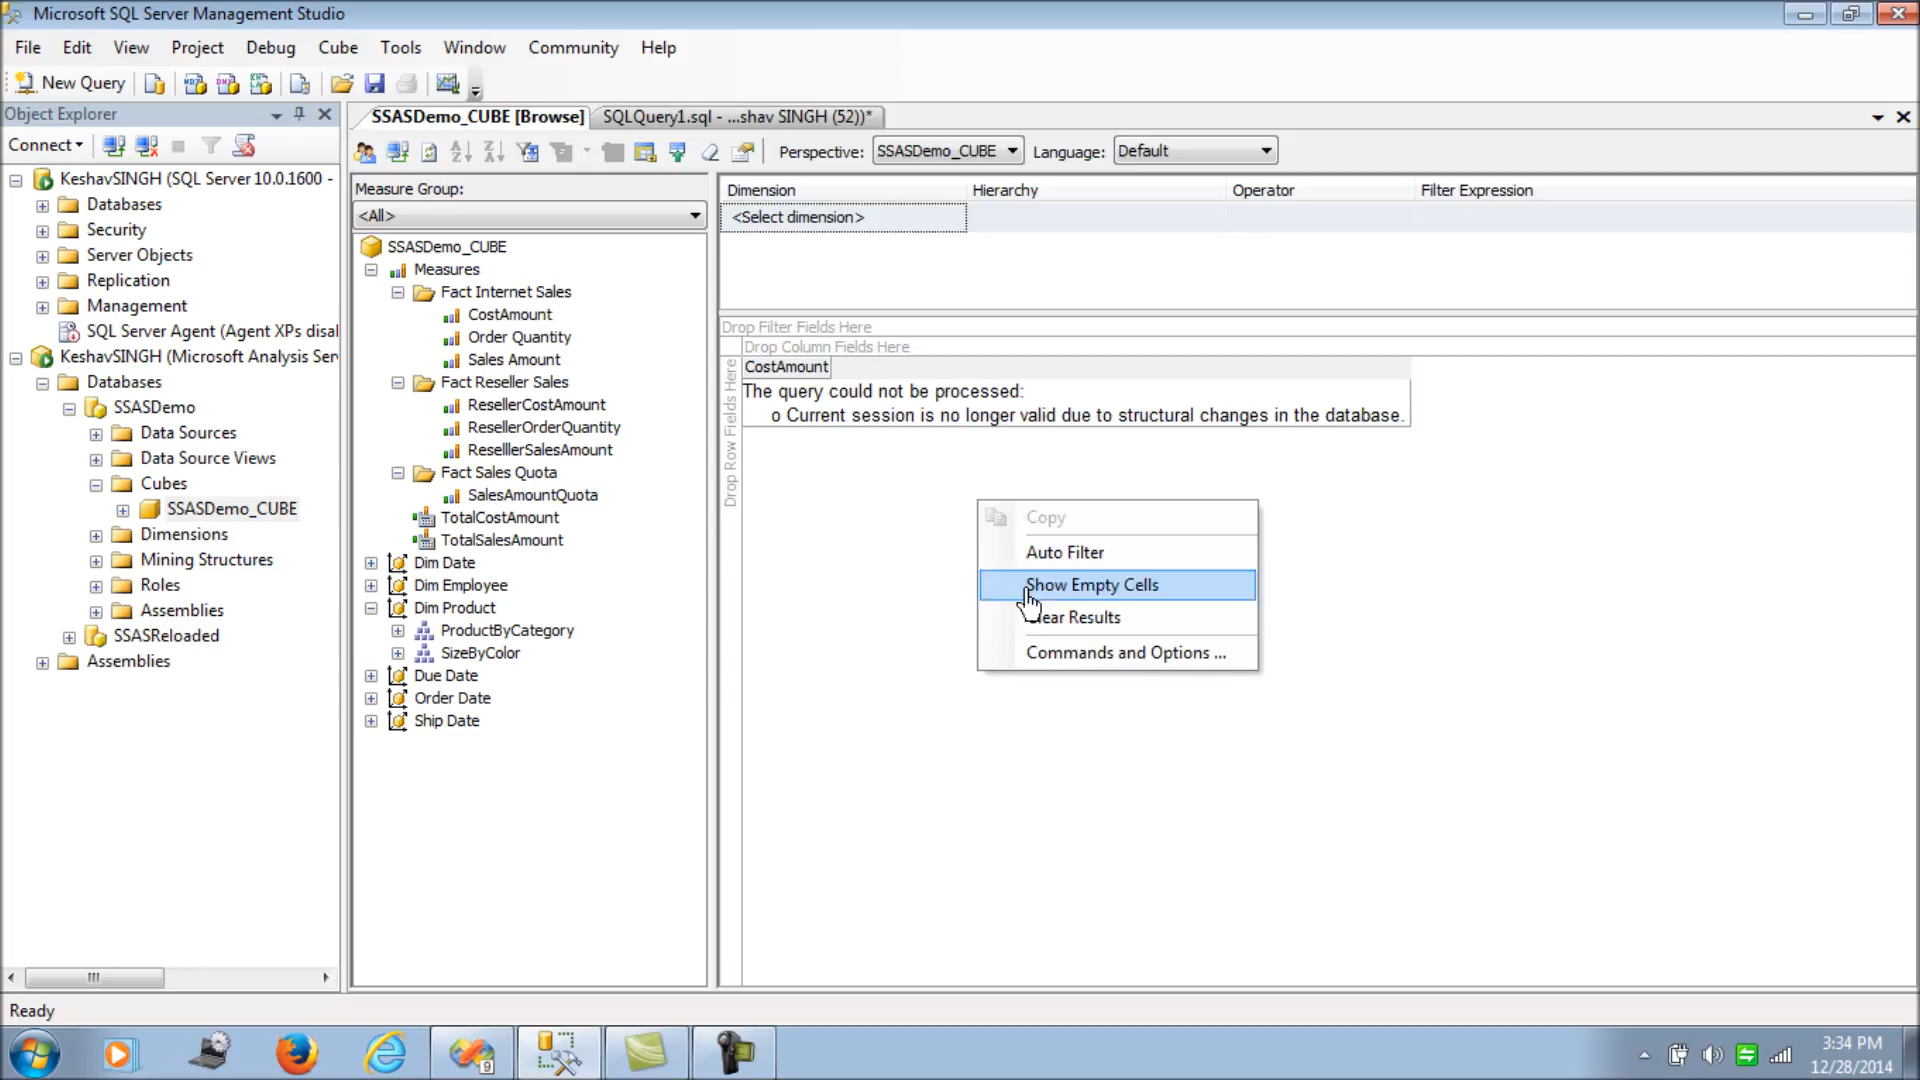 Microsoft SQL Server Management Studio
File Edit View Project Debug Cube Tools Window Community Help
New Query
Object Explorer
SSASDemo_CUBE [Browse] SQLQuery1.sql - ...shav SINGH (52))*
Connect
Perspective: SSASDemo_CUBE Language: Default
KeshavSINGH (SQL Server 10.0.1600 -
Databases
Security
Server Objects
Replication
Management
SQL Server Agent (Agent XPs disal
KeshavSINGH (Microsoft Analysis Ser
Databases
SSASDemo
Data Sources
Data Source Views
Cubes
SSASDemo_CUBE
Dimensions
Mining Structures
Roles
Assemblies
SSASReloaded
Assemblies
Measure Group:
<All>
SSASDemo_CUBE
Measures
Fact Internet Sales
CostAmount
Order Quantity
Sales Amount
Fact Reseller Sales
ResellerCostAmount
ResellerOrderQuantity
ReselllerSalesAmount
Fact Sales Quota
SalesAmountQuota
TotalCostAmount
TotalSalesAmount
Dim Date
Dim Employee
Dim Product
ProductByCategory
SizeByColor
Due Date
Order Date
Ship Date
Dimension Hierarchy Operator Filter Expression
<Select dimension>
Drop Filter Fields Here
Drop Column Fields Here
Drop Row Fields Here
CostAmount
The query could not be processed:
o Current session is no longer valid due to structural changes in the database.
Copy
Auto Filter
Show Empty Cells
lear Results
Commands and Options ...
Ready
9
3:34 PM
12/28/2014